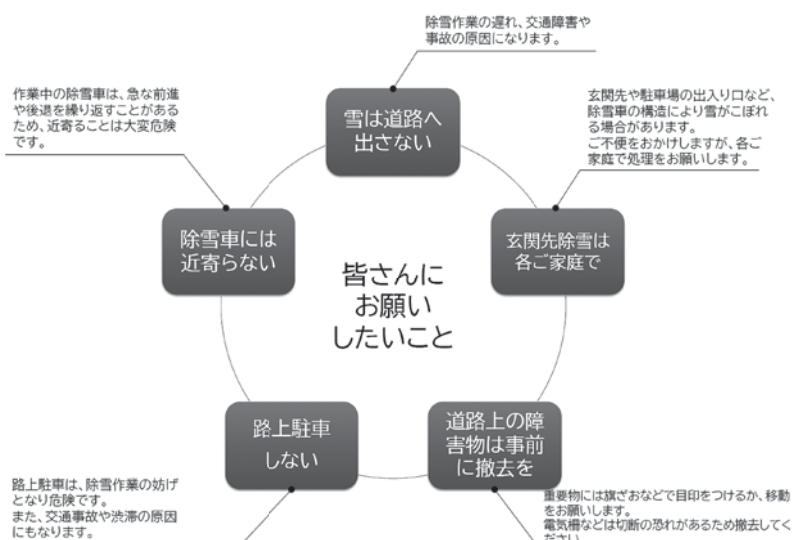 除雪作業の遅れ、交通障害や
事故の原因になります。
雪は道路へ
出さない
玄関先や駐車場の出入り口など、
除雪車の構造により雪がこぼれ
る場合があります。
ご不便をおかけしますが、各ご
家庭で処理をお願いします。
玄関先除雪は
各ご家庭で
道路上の障
害物は事前
に撤去を
重要物には旗ざおなどで目印をつけるか、移動
をお願いします。
電気柵などは切断の恐れがあるため撤去してく
ださい
路上駐車
しない
路上駐車は、除雪作業の妨げ
となり危険です。
また、交通事故や渋滞の原因
にもなります。
除雪車には
近寄らない
作業中の除雪車は、急な前進
や後退を繰り返すことがある
ため、近寄ることは大変危険
です。
皆さんに
お願い
したいこと